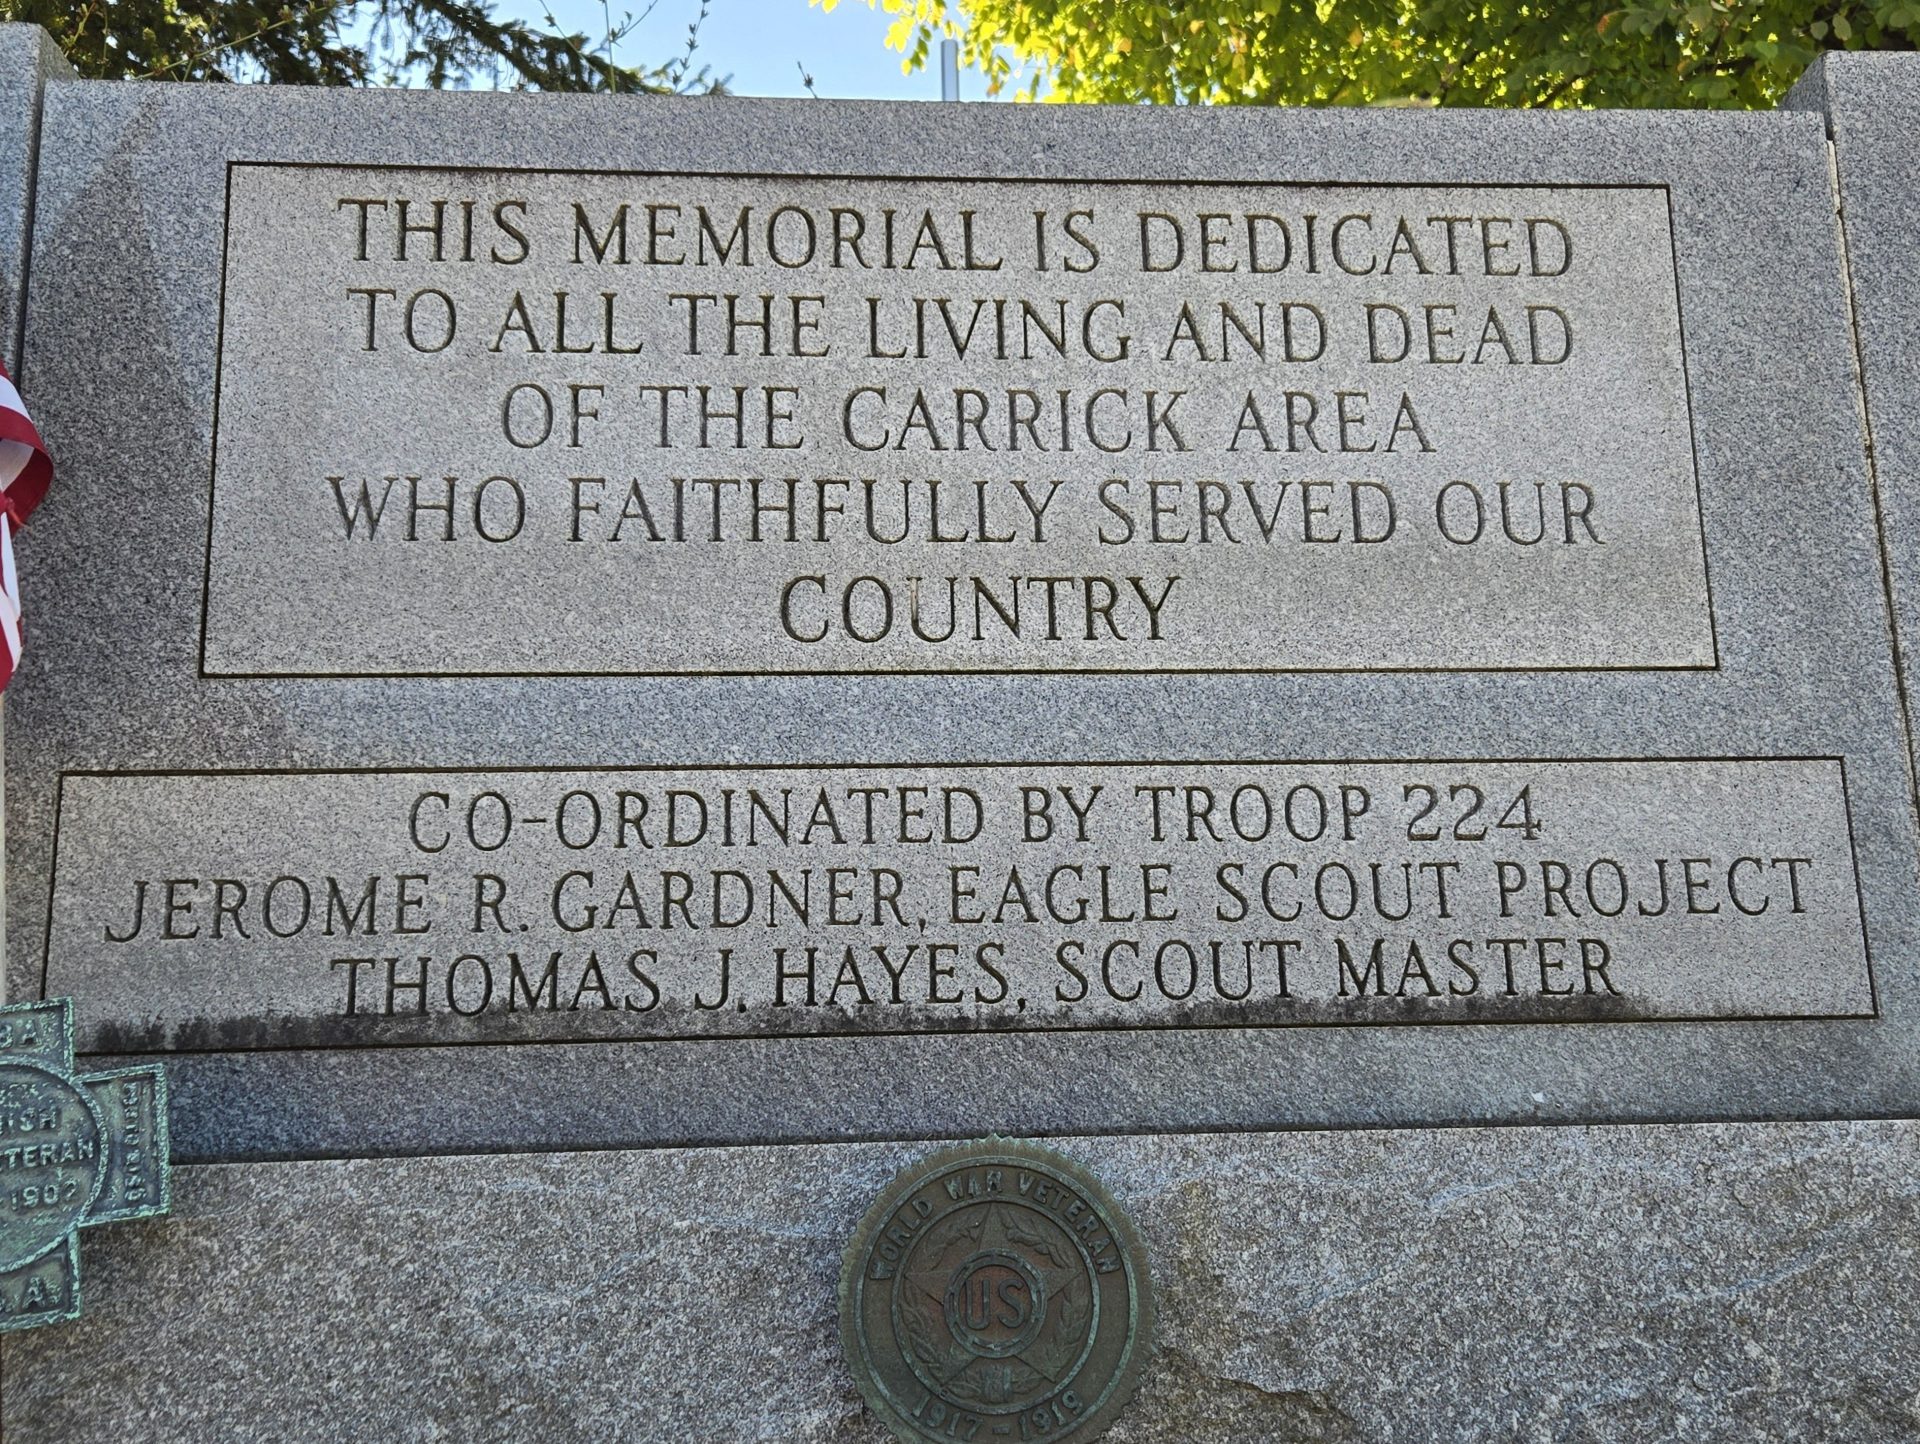 THIS MEMORIAL IS DEDICATED
TO ALL THE LIVING AND DEAD
OF THE CARRICK AREA
WHO FAITHFULLY SERVED OUR
COUNTRY
CO-ORDINATED BY TROOP 224
JEROME R. GARDNER, EAGLE SCOUT PROJECT
THOMAS J. HAYES, SCOUT MASTER
1902
WORLD WAR VETERAN
US
1917-1919